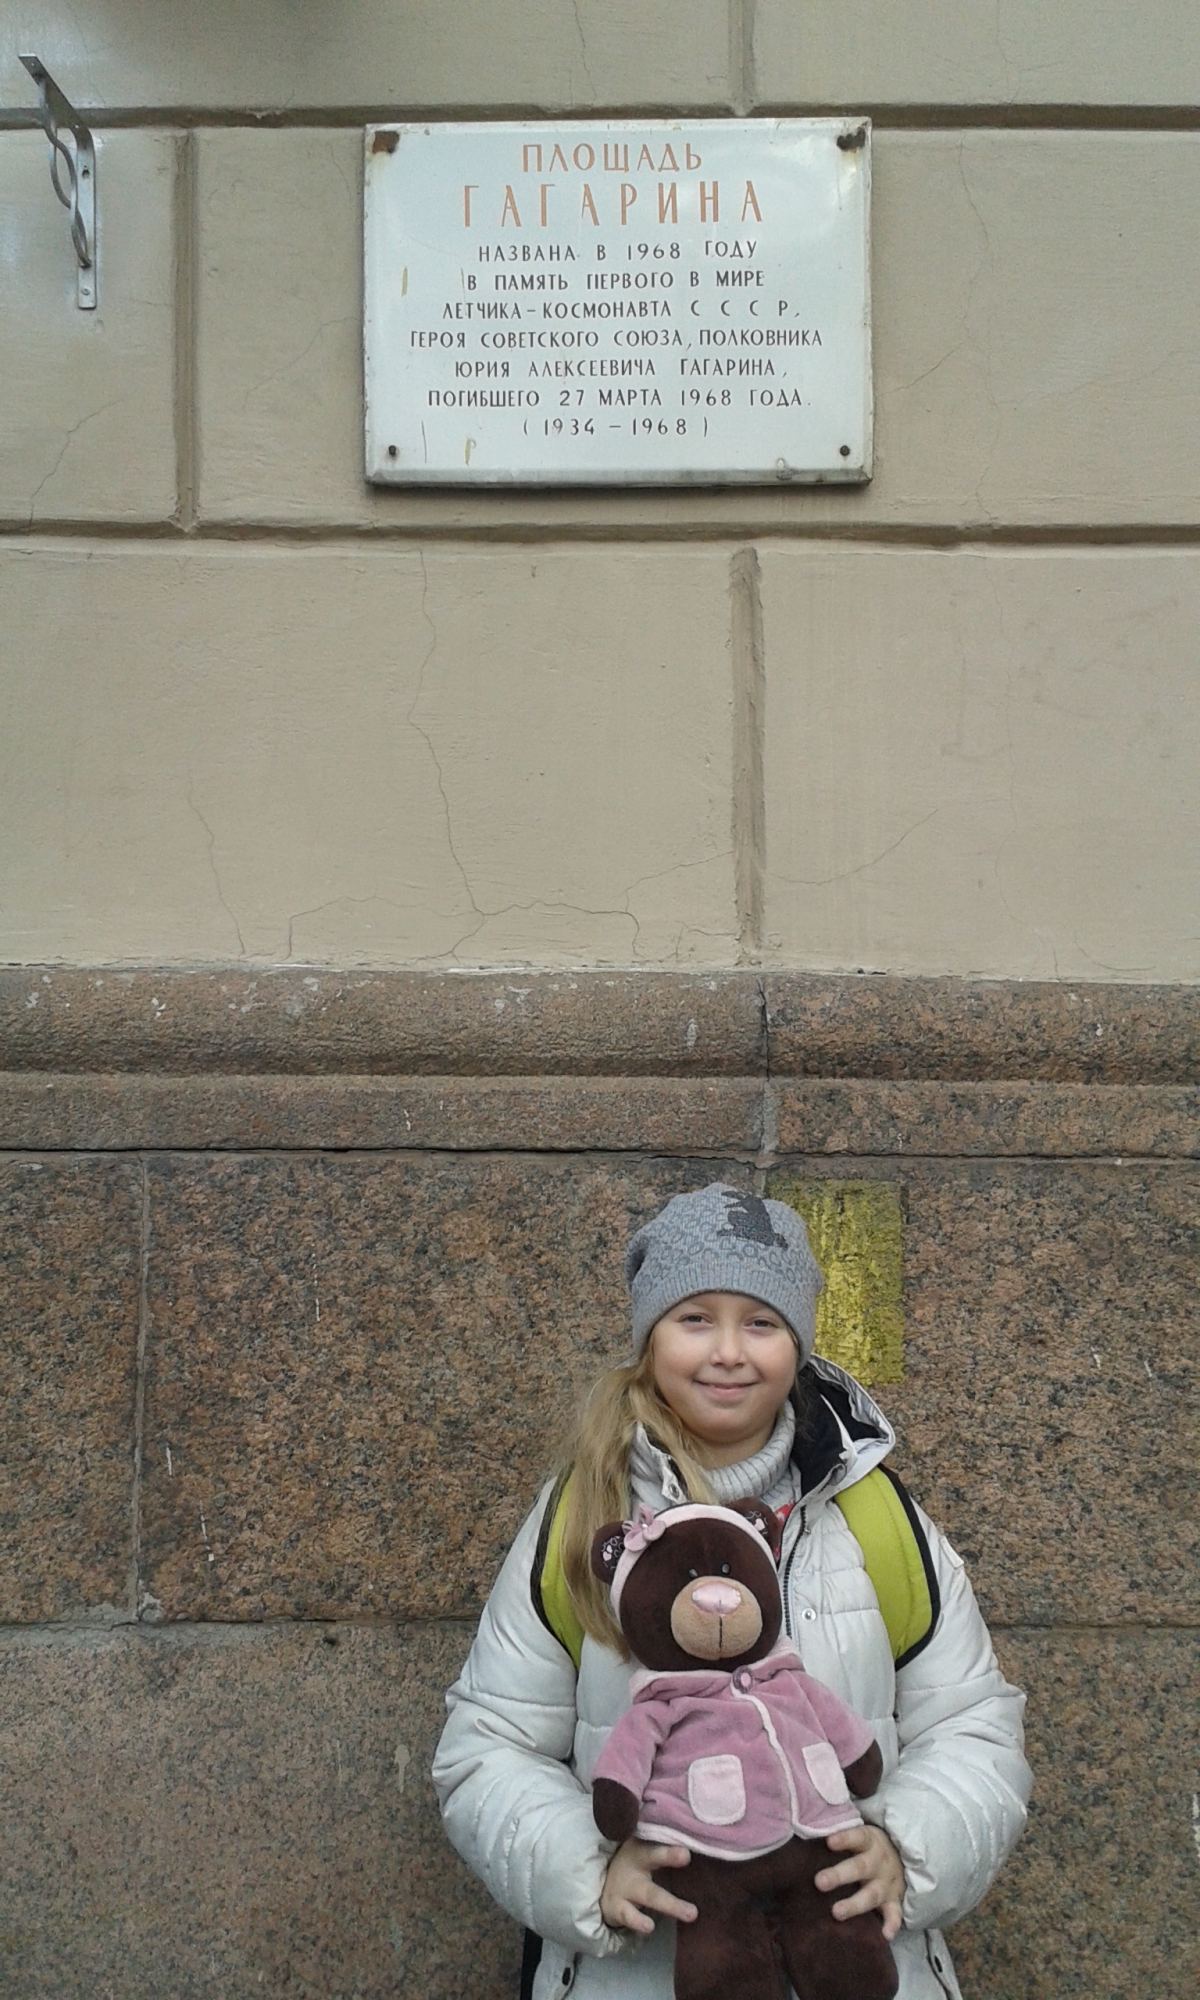 ПЛОЩАДЬ
ГАГАРИНА
НАЗВАНА В 1968 ГОДУ
В ПАМЯТЬ ПЕРВОГО В МИРЕ
ЛЕТЧИКА-КОСМОНАВТА С С С Р,
ГЕРОЯ СОВЕТСКОГО СОЮЗА, ПОЛКОВНИКА
ЮРИЯ АЛЕКСЕЕВИЧА ГАГАРИНА,
ПОГИБШЕГО 27 МАРТА 1968 ГОДА.
(1934 - 1968)